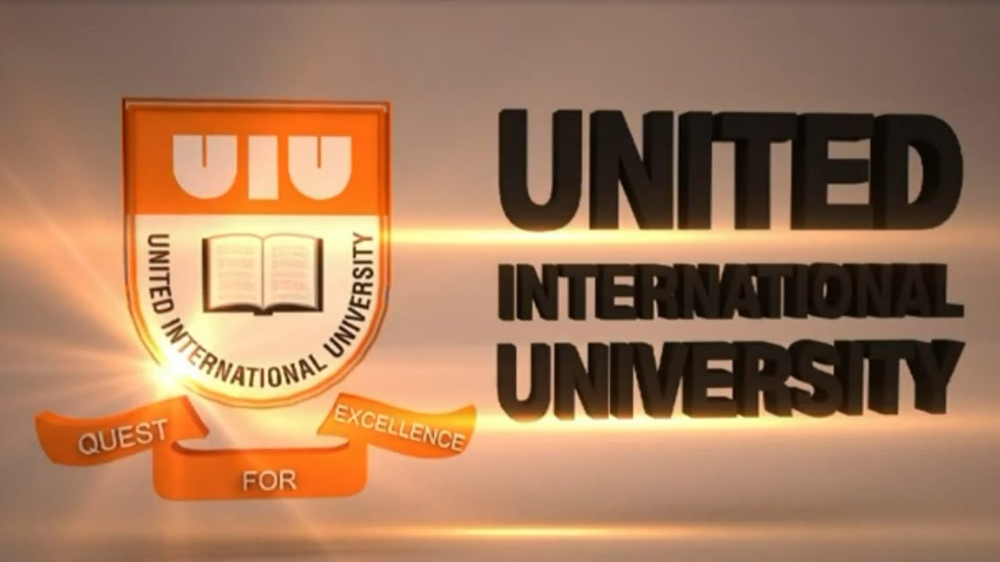 UIU
UNITED INTERNATIONAL UNIVERSITY
QUEST
FOR
EXCELLENCE
UNITED
INTERNATIONAL
UNIVERSITY